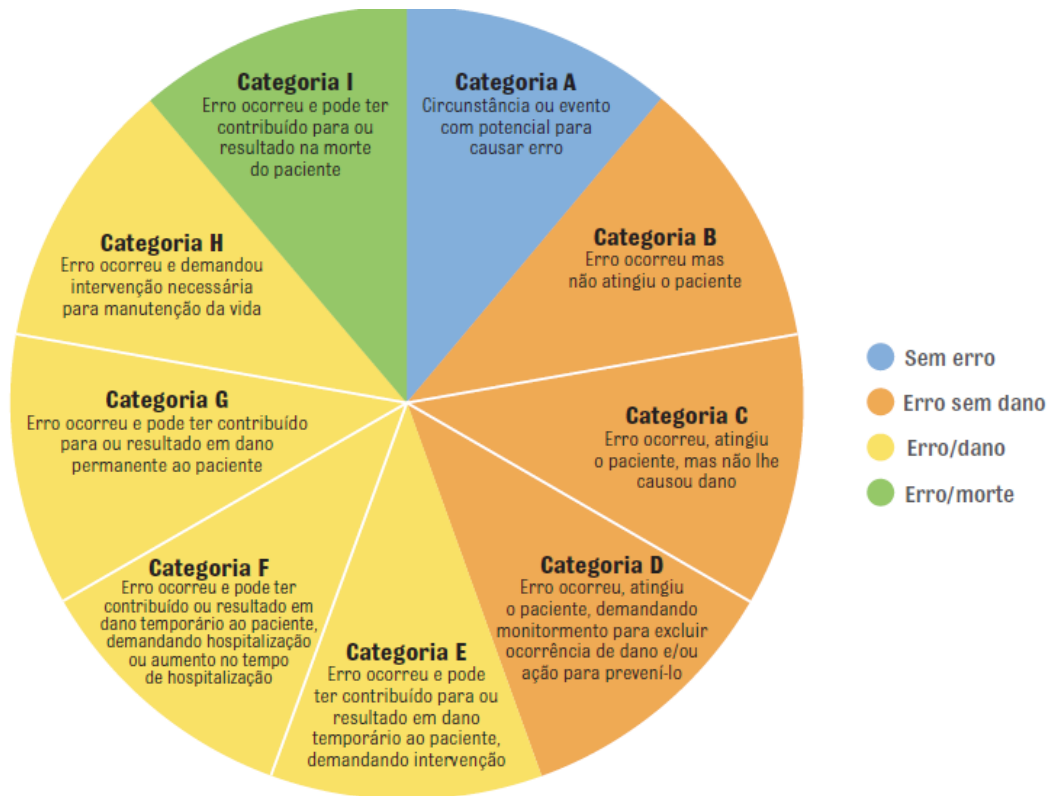 Categoria I
Erro ocorreu e pode ter
contribuído para ou
resultado na morte
do paciente
Categoria A
Circunstância ou evento
com potencial para
causar erro
Categoria B
Erro ocorreu mas
não atingiu o paciente
Categoria C
Erro ocorreu, atingiu
o paciente, mas não lhe
causou dano
Categoria D
Erro ocorreu, atingiu
o paciente, demandando
monitormento para excluir
ocorrência de dano e/ou
ação para prevení-lo
Categoria E
Erro ocorreu e pode
ter contribuído para ou
resultado em dano
temporário ao paciente,
demandando intervenção
Categoria F
Erro ocorreu e pode ter
contribuído ou resultado em
dano temporário ao paciente,
demandando hospitalização
ou aumento no tempo
de hospitalização
Categoria G
Erro ocorreu e pode ter contribuído
para ou resultado em dano
permanente ao paciente
Categoria H
Erro ocorreu e demandou
intervenção necessária
para manutenção da vida
Sem erro
Erro sem dano
Erro/dano
Erro/morte